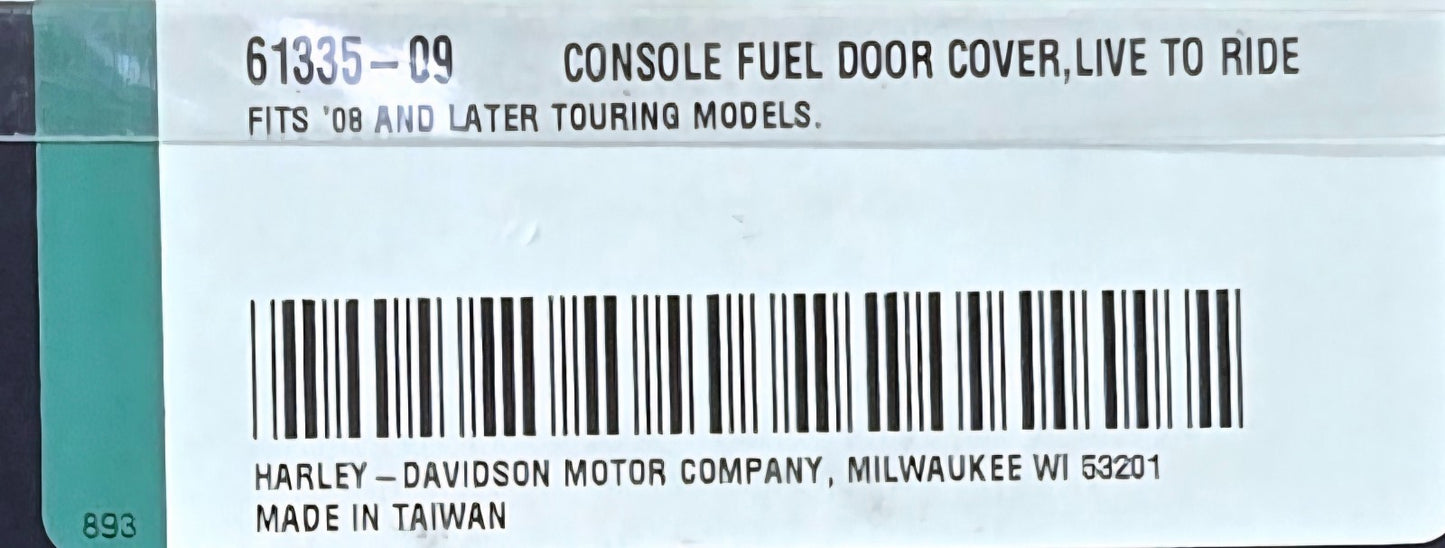 61335-09 CONSOLE FUEL DOOR COVER,LIVE TO RIDE
FITS '08 AND LATER TOURING MODELS.
HARLEY-DAVIDSON MOTOR COMPANY, MILWAUKEE WI 53201
MADE IN TAIWAN
893